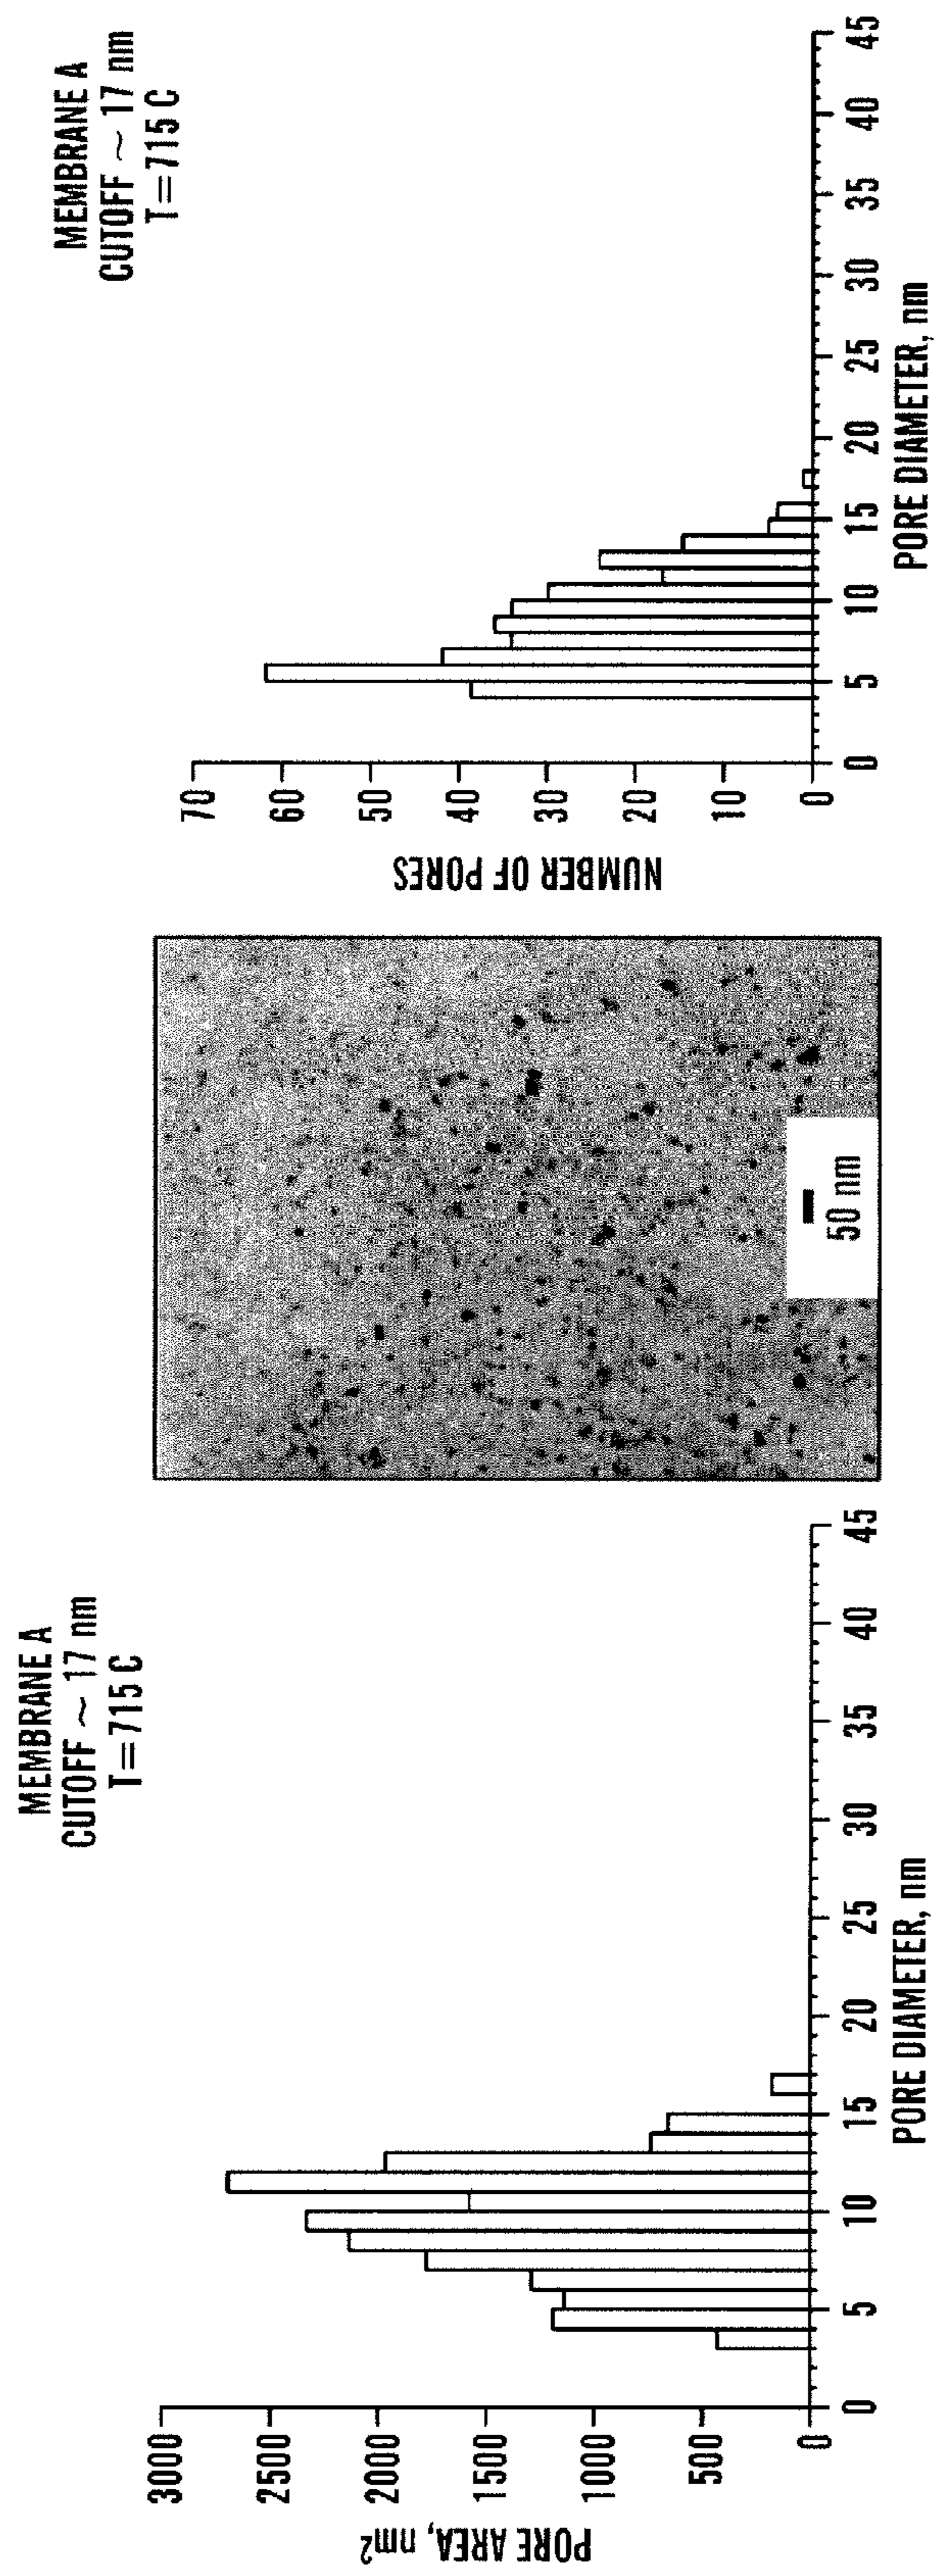 MEMBRANE A
CUTOFF ~ 17 nm
T=715 C
3000
2500
2000
1500
1000
500
0
PORE AREA, nm²
0 5 10 15 20 25 30 35 40 45
PORE DIAMETER, nm
50 nm
MEMBRANE A
CUTOFF ~ 17 nm
T=715 C
70
60
50
40
30
20
10
0
NUMBER OF PORES
0 5 10 15 20 25 30 35 40 45
PORE DIAMETER, nm